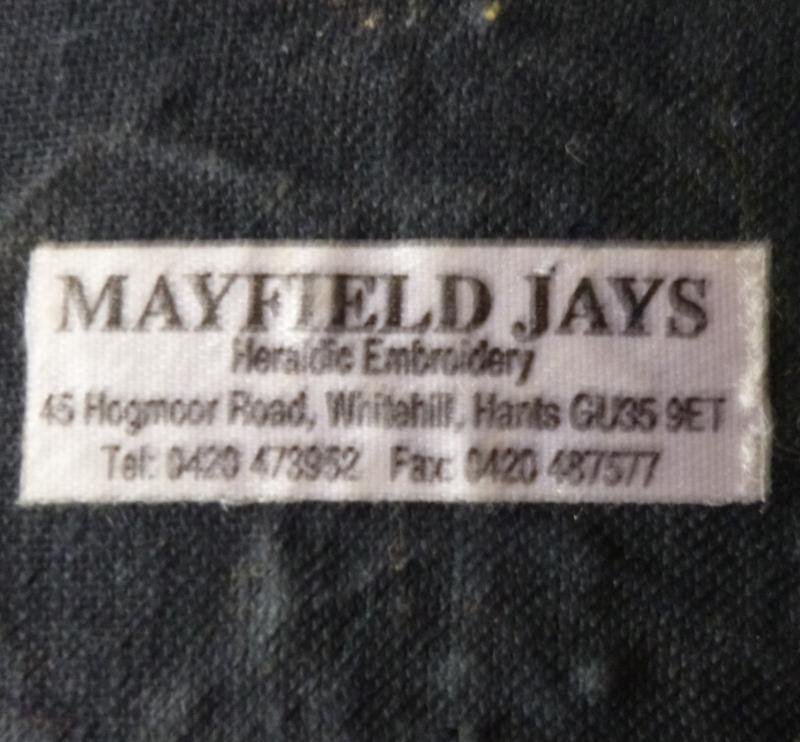 MAYFIELD JAYS
Heraldic Embroidery
45 Hogmoor Road, Whitehill, Hants GU35 9ET
Tel: 0420 473952 Fax: 0420 487577